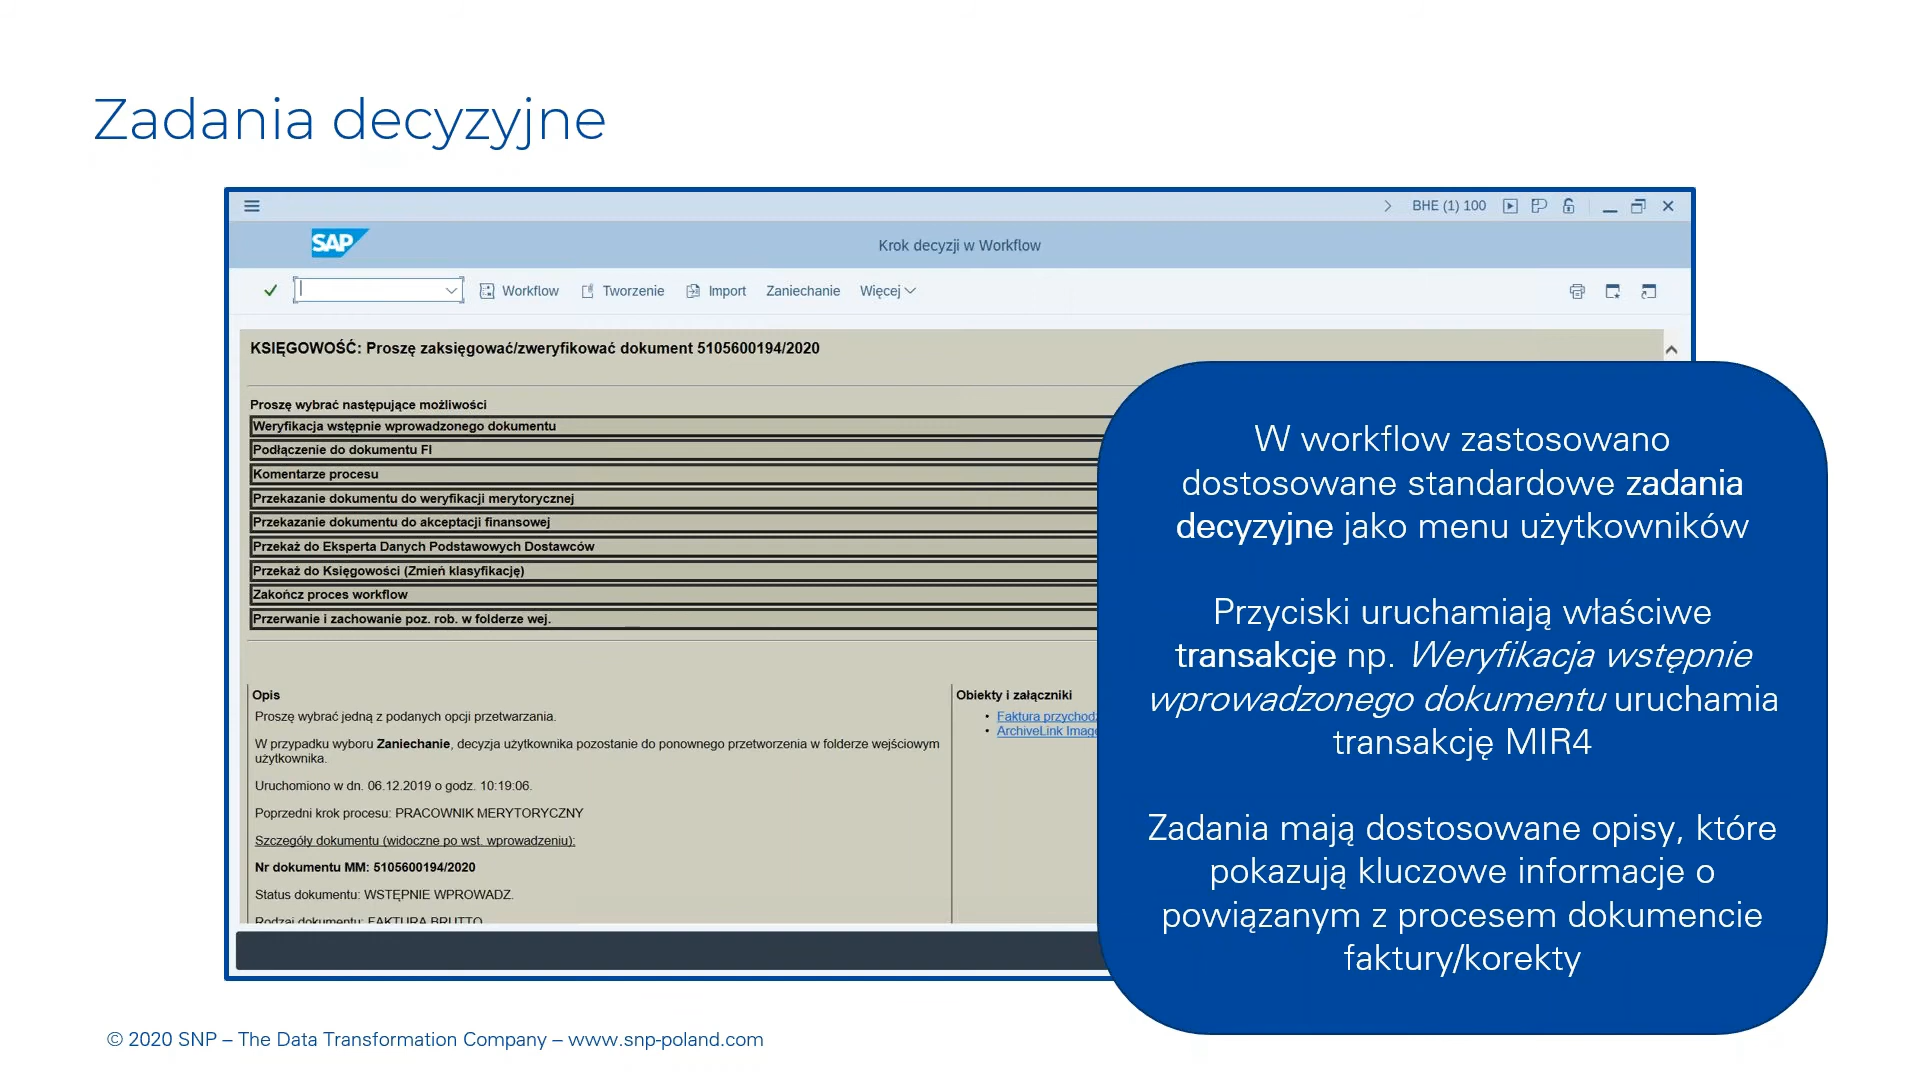 Zadania decyzyjne
BHE (1) 100
SAP
Krok decyzji w Workflow
Workflow
Tworzenie
Import
Zaniechanie
Więcej
KSIĘGOWOŚĆ: Proszę zaksięgować/zweryfikować dokument 5105600194/2020
Proszę wybrać następujące możliwości
Weryfikacja wstępnie wprowadzonego dokumentu
Podłączenie do dokumentu FI
Komentarze procesu
Przekazanie dokumentu do weryfikacji merytorycznej
Przekazanie dokumentu do akceptacji finansowej
Przekaż do Eksperta Danych Podstawowych Dostawców
Przekaż do Księgowości (Zmień klasyfikację)
Zakończ proces workflow
Przerwanie i zachowanie poz. rob. w folderze wej.
Opis
Proszę wybrać jedną z podanych opcji przetwarzania.
W przypadku wyboru Zaniechanie, decyzja użytkownika pozostanie do ponownego przetworzenia w folderze wejściowym
użytkownika.
Uruchomiono w dn. 06.12.2019 o godz. 10:19:06.
Poprzedni krok procesu: PRACOWNIK MERYTORYCZNY
Szczegóły dokumentu (widoczne po wst. wprowadzeniu):
Nr dokumentu MM: 5105600194/2020
Status dokumentu: WSTĘPNIE WPROWADZ.
Rodzaj dokumentu: FAKTURA BRUTTO
Obiekty i załączniki
• Faktura przychodz
• ArchiveLink Image
W workflow zastosowano
dostosowane standardowe zadania
decyzyjne jako menu użytkowników
Przyciski uruchamiają właściwe
transakcje np. Weryfikacja wstępnie
wprowadzonego dokumentu uruchamia
transakcję MIR4
Zadania mają dostosowane opisy, które
pokazują kluczowe informacje o
powiązanym z procesem dokumencie
faktury/korekty
© 2020 SNP – The Data Transformation Company – www.snp-poland.com